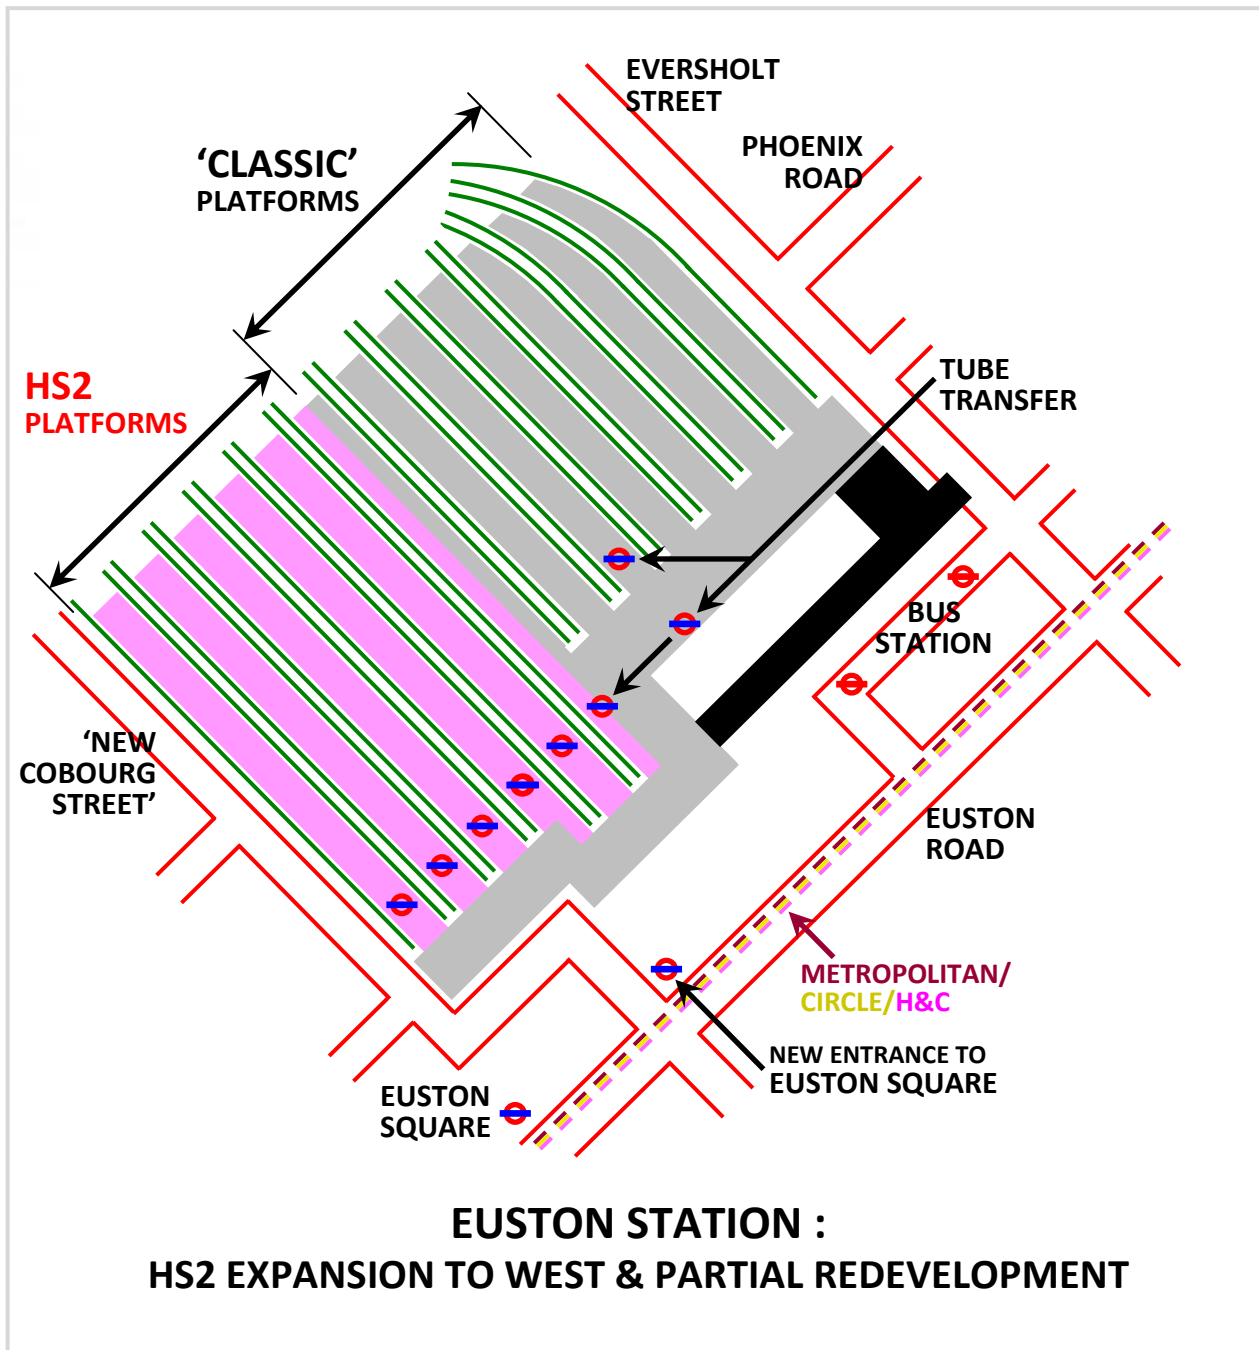 EVERSHOLT
STREET
PHOENIX
ROAD
‘CLASSIC’
PLATFORMS
HS2
PLATFORMS
TUBE
TRANSFER
BUS
STATION
‘NEW
COBOURG
STREET’
EUSTON
ROAD
METROPOLITAN/
CIRCLE/H&C
NEW ENTRANCE TO
EUSTON SQUARE
EUSTON
SQUARE
EUSTON STATION :
HS2 EXPANSION TO WEST & PARTIAL REDEVELOPMENT